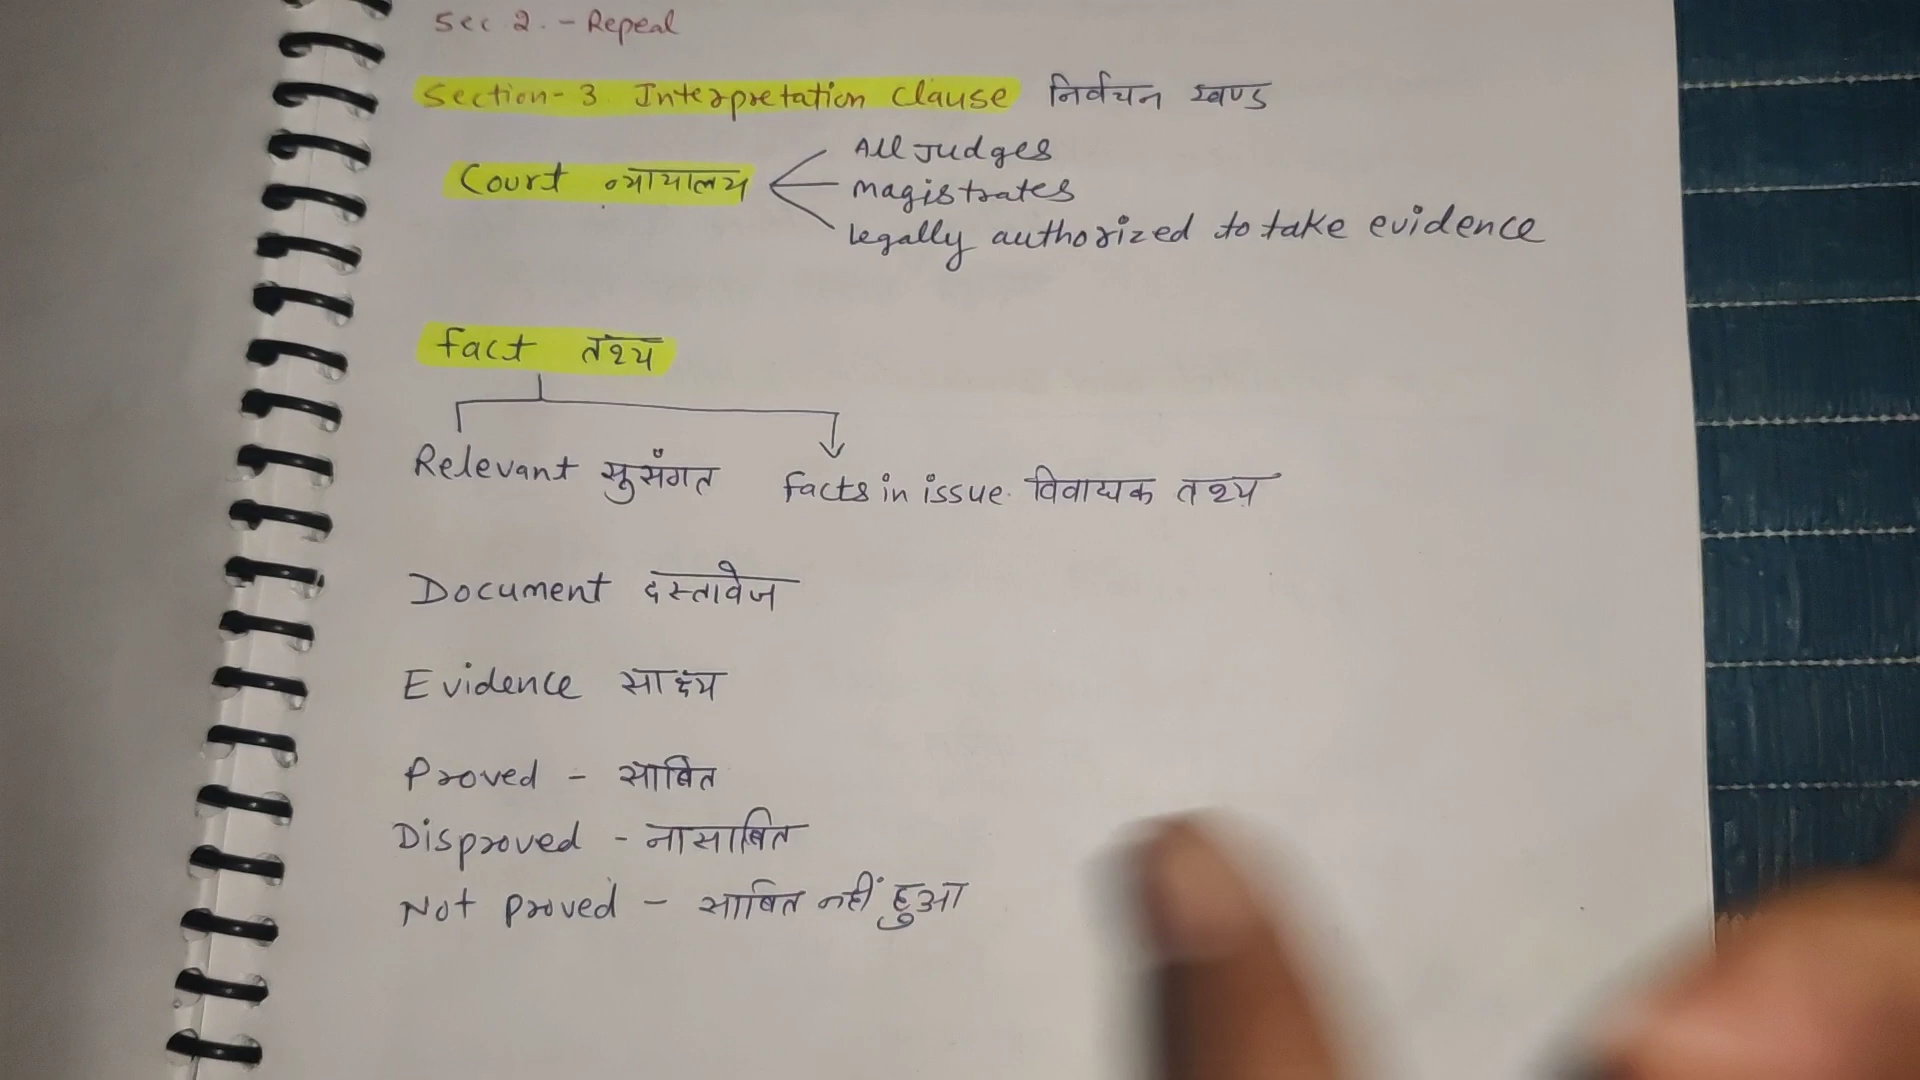 Sec 2. - Repeal
Section - 3 Interpretation Clause निर्वचन खण्ड
All Judges
Court न्यायालय
magistrates
legally authorized to take evidence
fact तथ्य
Relevant सुसंगत facts in issue. विवाद्यक तथ्य
Document दस्तावेज
Evidence साक्ष्य
Proved - साबित
Disproved - नासाबित
Not proved - साबित नहीं हुआ